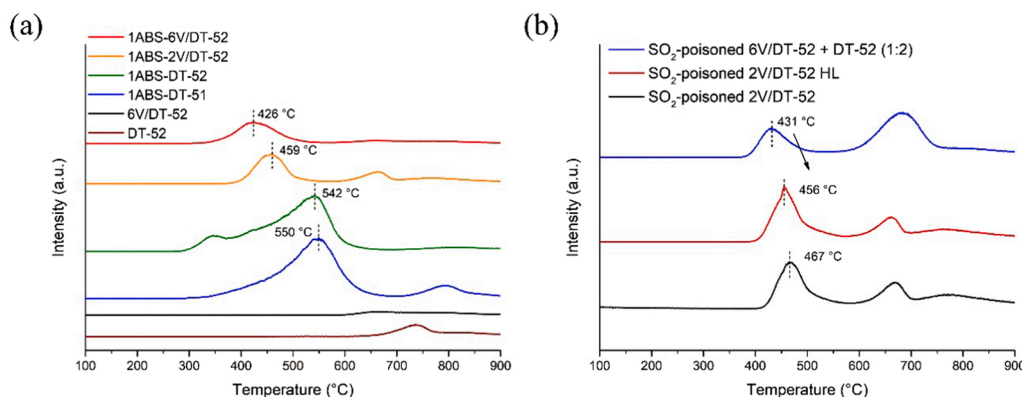 (a)
1ABS-6V/DT-52
1ABS-2V/DT-52
1ABS-DT-52
1ABS-DT-51
6V/DT-52
DT-52
426 °C
459 °C
542 °C
550 °C
Intensity (a.u.)
100 200 300 400 500 600 700 800 900
Temperature (°C)
(b)
SO2-poisoned 6V/DT-52 + DT-52 (1:2)
SO2-poisoned 2V/DT-52 HL
SO2-poisoned 2V/DT-52
431 °C
456 °C
467 °C
Intensity (a.u.)
100 200 300 400 500 600 700 800 900
Temperature (°C)